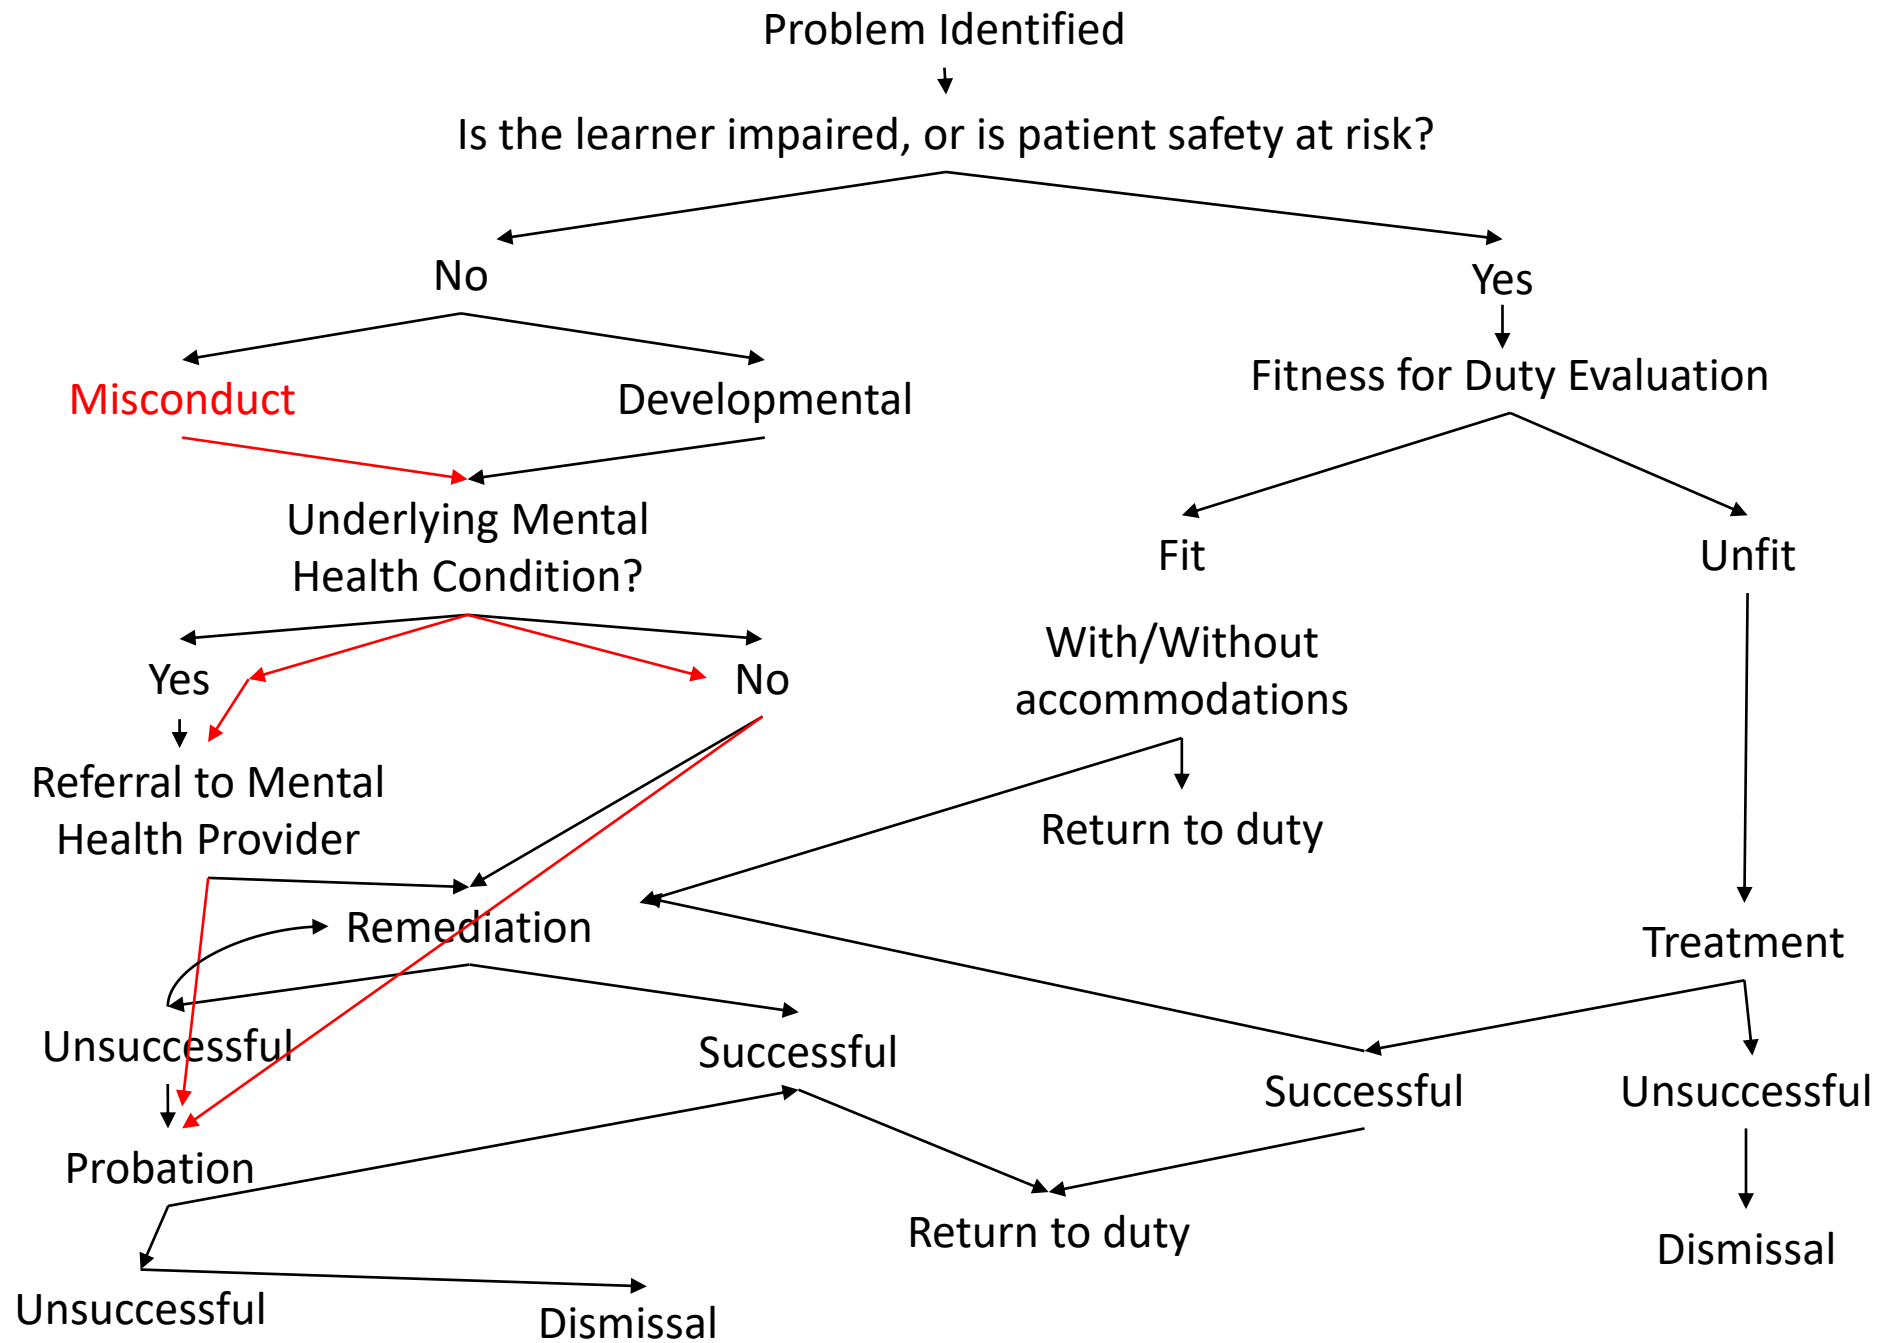 Problem Identified
Is the learner impaired, or is patient safety at risk?
No
Yes
Misconduct
Developmental
Fitness for Duty Evaluation
Underlying Mental
Health Condition?
Fit
Unfit
Yes
No
With/Without
accommodations
Referral to Mental
Health Provider
Return to duty
Remediation
Treatment
Unsuccessful
Successful
Successful
Unsuccessful
Probation
Return to duty
Dismissal
Unsuccessful
Dismissal